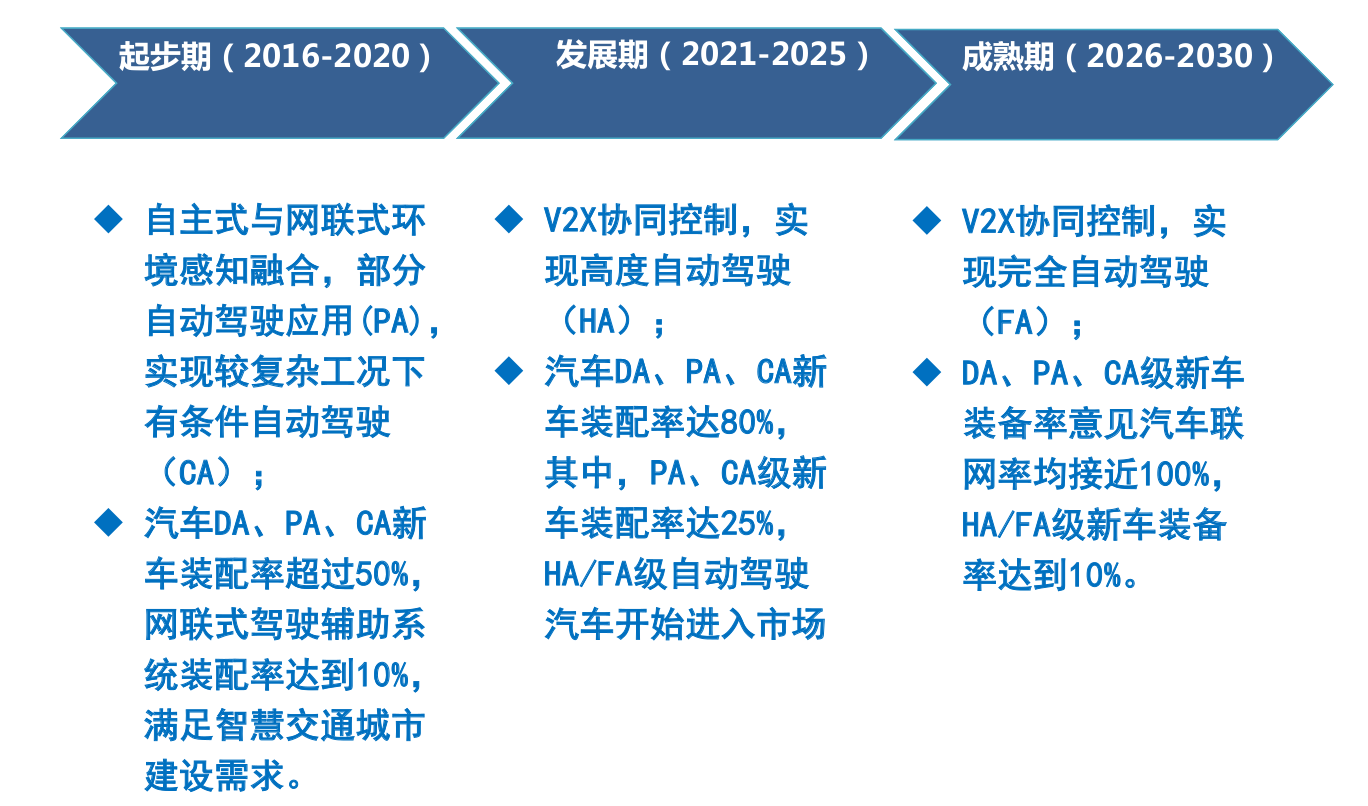 起步期（2016-2020）
发展期（2021-2025）
成熟期（2026-2030）
◆ 自主式与网联式环
境感知融合，部分
自动驾驶应用(PA)，
实现较复杂工况下
有条件自动驾驶
（CA）；
◆ 汽车DA、PA、CA新
车装配率超过50%，
网联式驾驶辅助系
统装配率达到10%，
满足智慧交通城市
建设需求。
◆ V2X协同控制，实
现高度自动驾驶
（HA）；
◆ 汽车DA、PA、CA新
车装配率达80%，
其中，PA、CA级新
车装配率达25%，
HA/FA级自动驾驶
汽车开始进入市场
◆ V2X协同控制，实
现完全自动驾驶
（FA）；
◆ DA、PA、CA级新车
装备率意见汽车联
网率均接近100%，
HA/FA级新车装备
率达到10%。